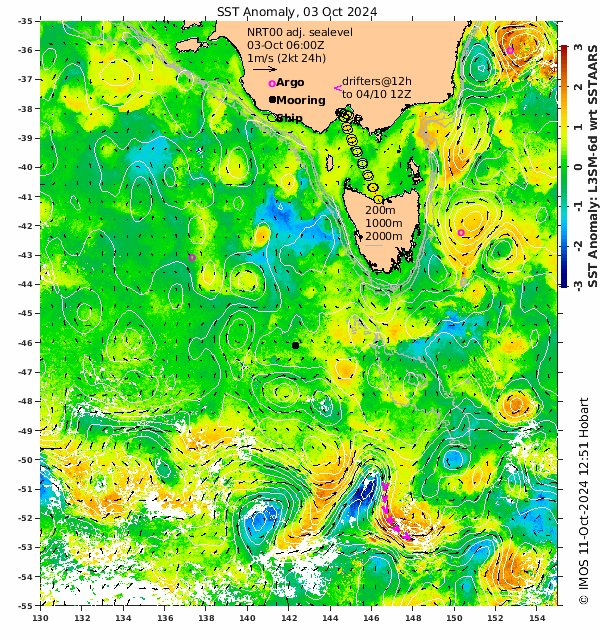 SST Anomaly, 03 Oct 2024
NRT00 adj. sealevel
03-Oct 06:00Z
1m/s (2kt 24h)
Argo
Mooring
Ship
drifters@12h
to 04/10 12Z
200m
1000m
2000m
-35
-36
-37
-38
-39
-40
-41
-42
-43
-44
-45
-46
-47
-48
-49
-50
-51
-52
-53
-54
-55
130
132
134
136
138
140
142
144
146
148
150
152
154
3
2
1
0
-1
-2
-3
SST Anomaly: L3SM-6d wrt SSTAARS
© IMOS 11-Oct-2024 12:51 Hobart